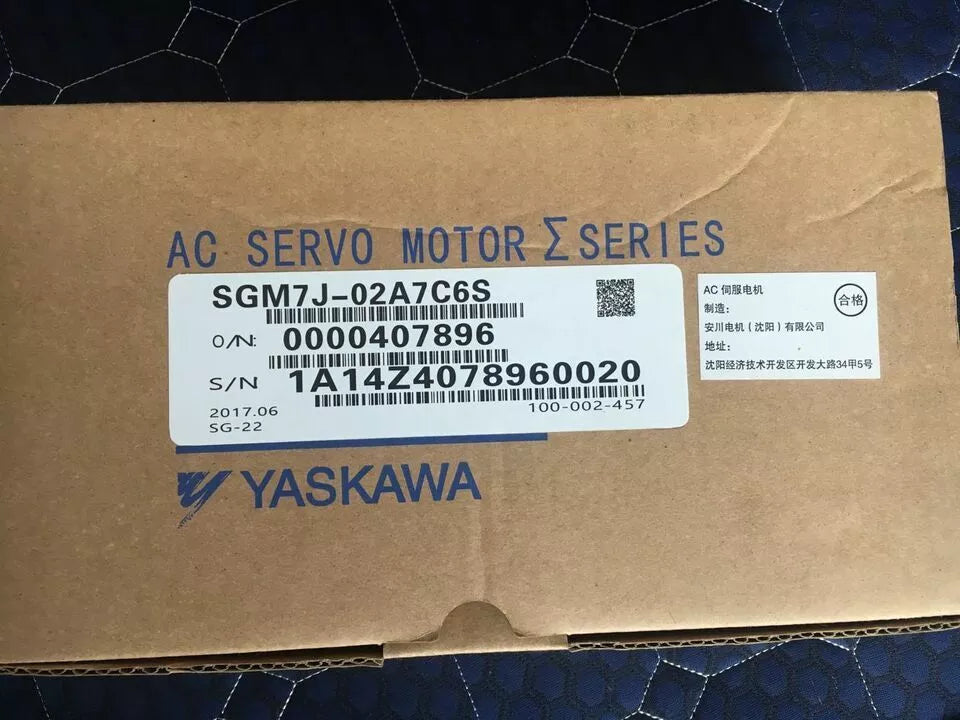 AC SERVO MOTOR Σ SERIES
SGM7J-02A7C6S
O/N: 0000407896
S/N 1A14Z4078960020
2017.06
100-002-457
SG-22
AC 伺服电机
合格
制造：
安川电机（沈阳）有限公司
地址：
沈阳经济技术开发区开发大路34甲5号
YASKAWA